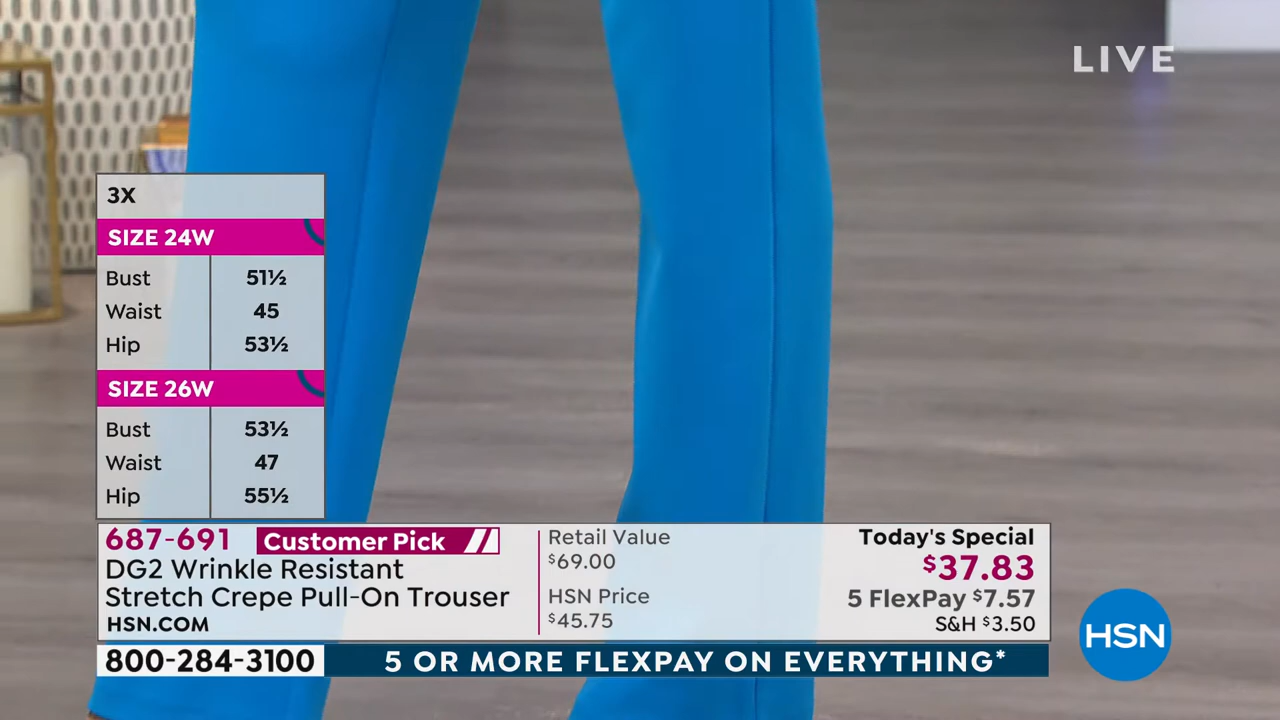 LIVE
3X
SIZE 24W
Bust 51½
Waist 45
Hip 53½
SIZE 26W
Bust 53½
Waist 47
Hip 55½
687-691 Customer Pick
DG2 Wrinkle Resistant
Stretch Crepe Pull-On Trouser
HSN.COM
Retail Value
$69.00
HSN Price
$45.75
Today's Special
$37.83
5 FlexPay $7.57
S&H $3.50
800-284-3100
5 OR MORE FLEXPAY ON EVERYTHING*
HSN